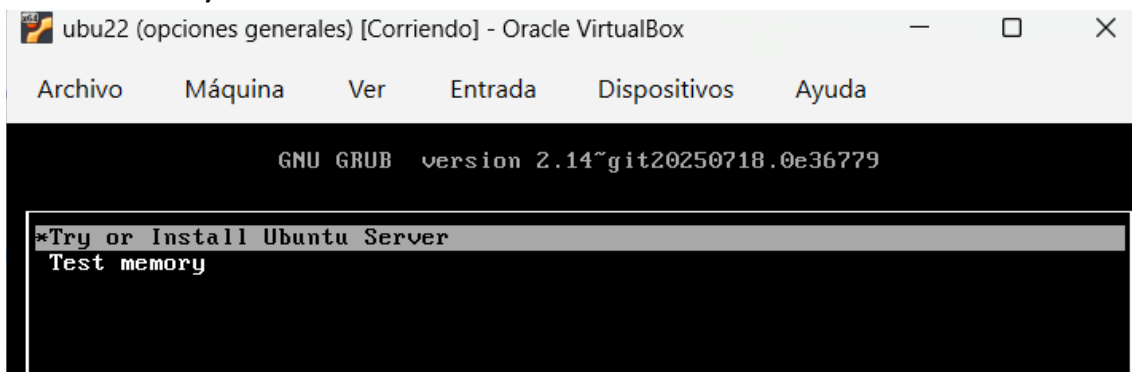 ubu22 (opciones generales) [Corriendo] - Oracle VirtualBox
Archivo Máquina Ver Entrada Dispositivos Ayuda
GNU GRUB version 2.14~git20250718.0e36779
*Try or Install Ubuntu Server
Test memory